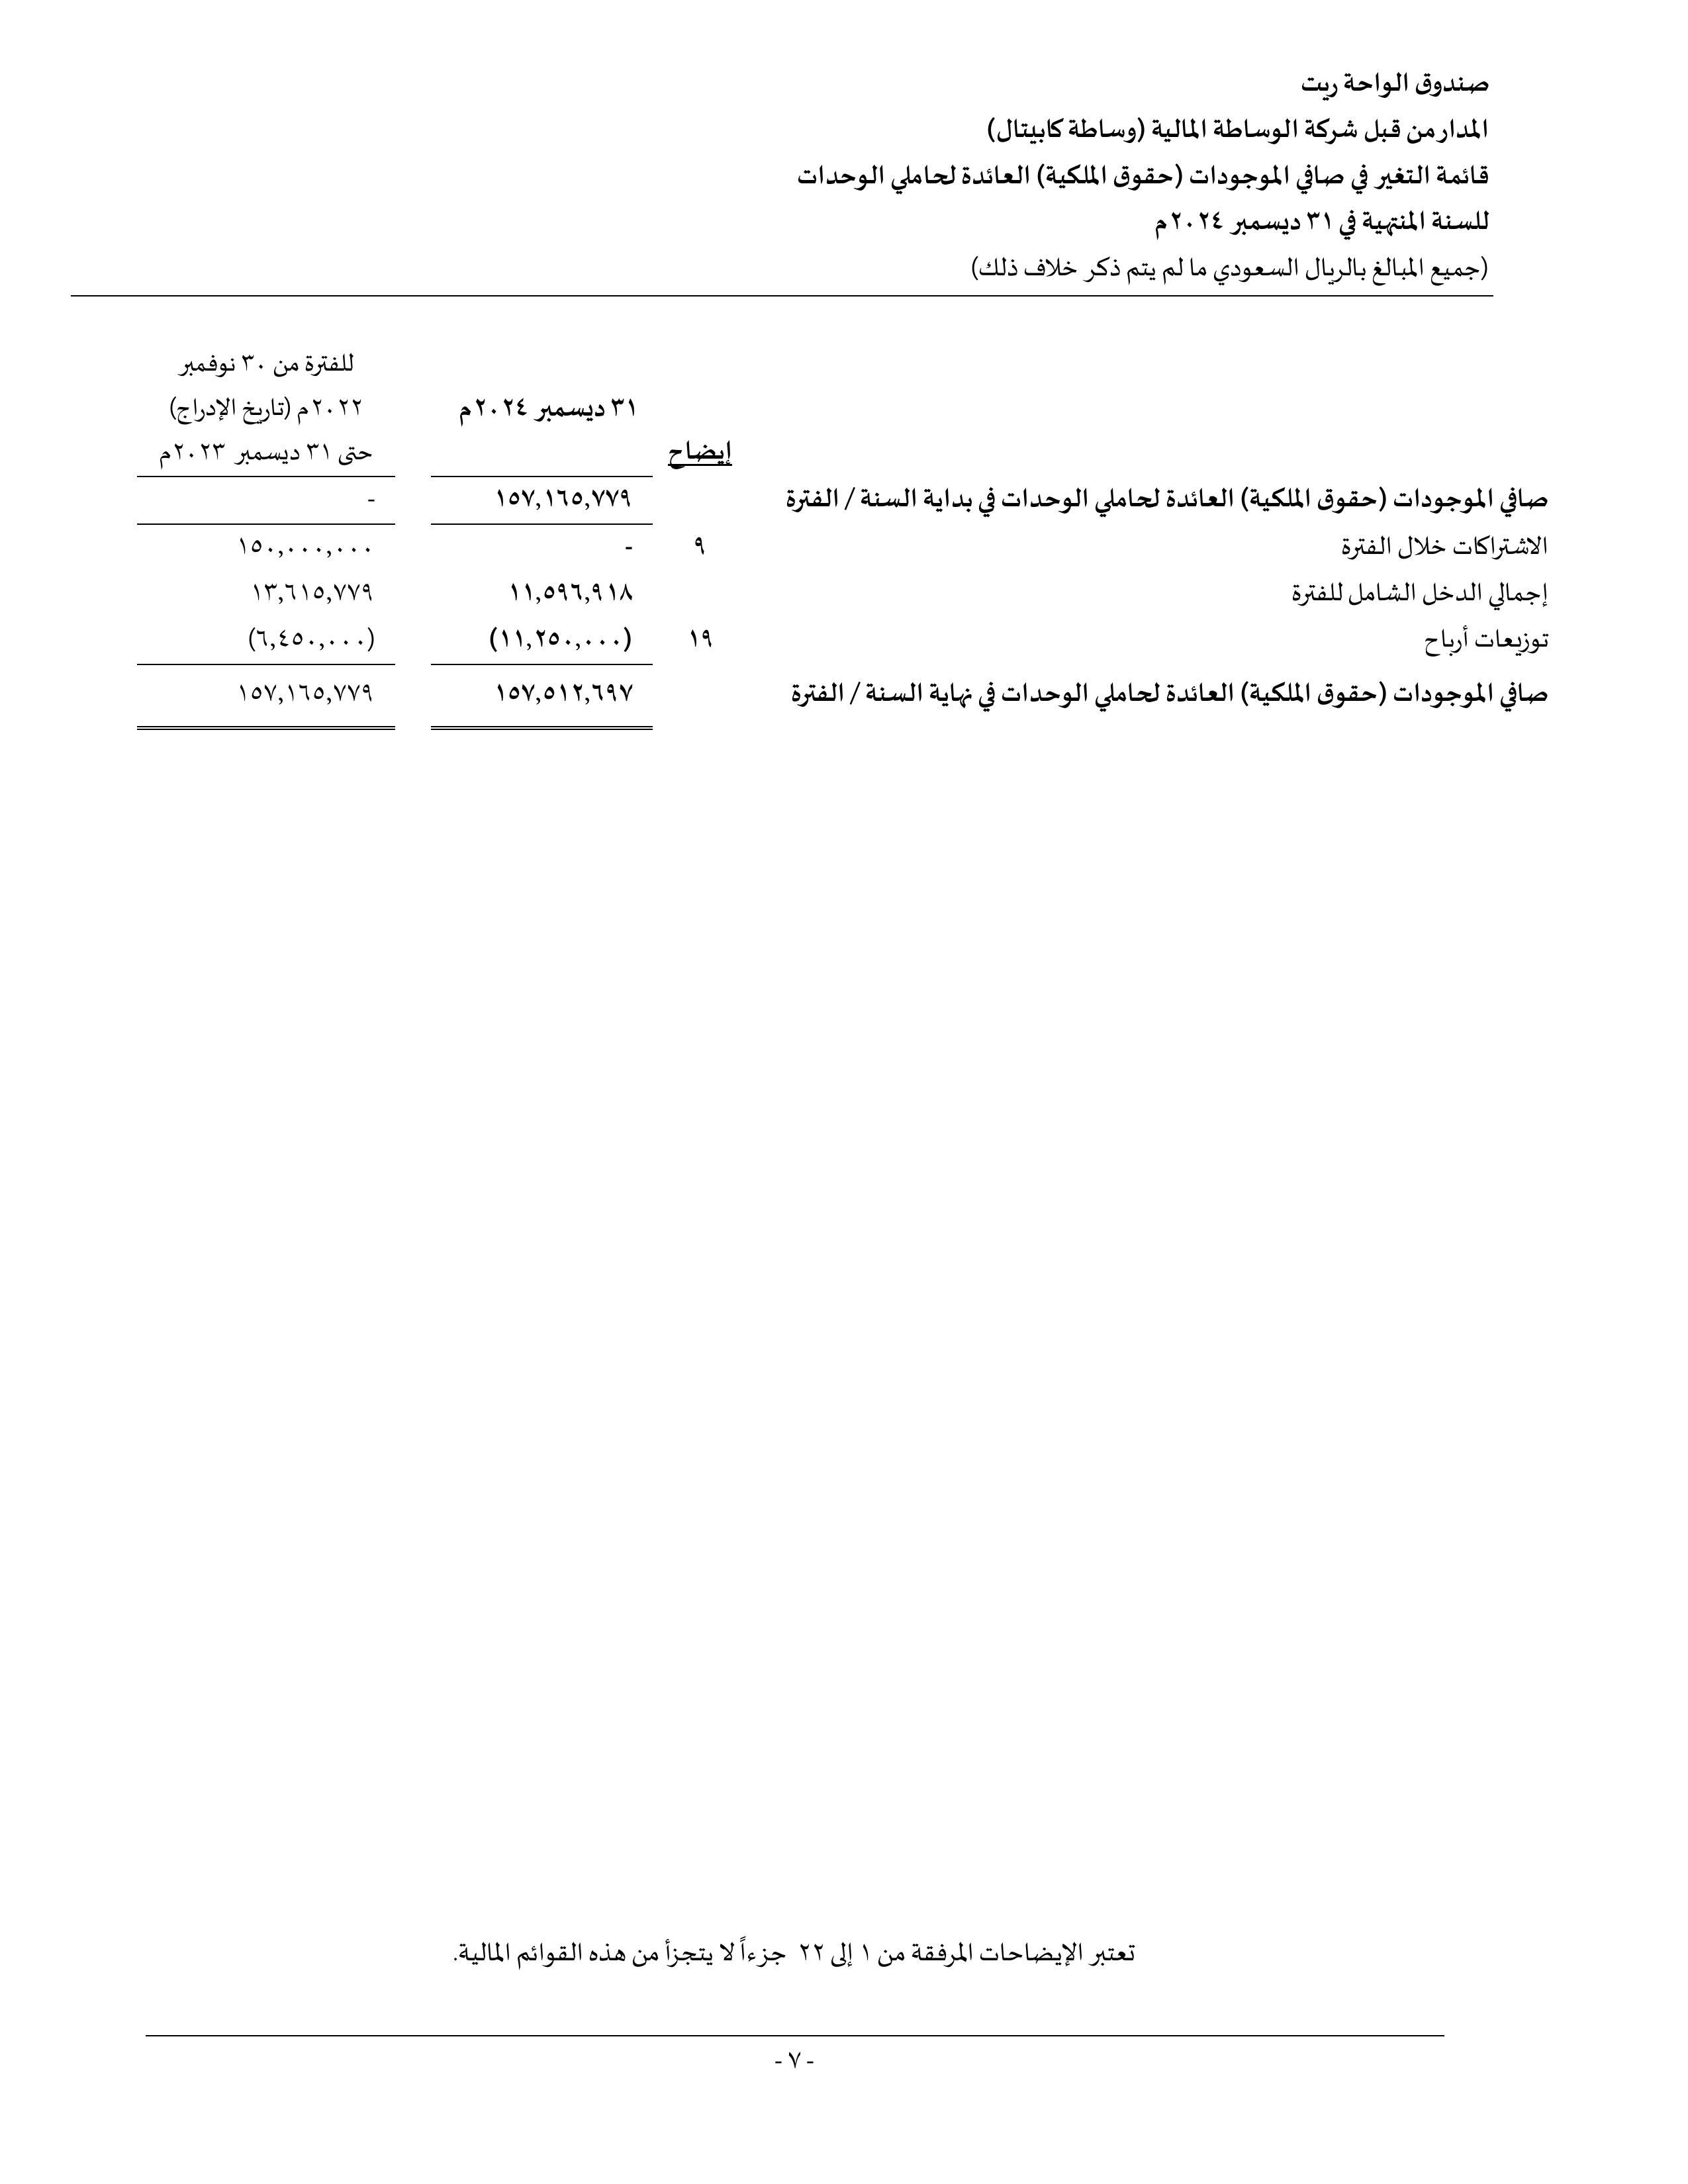 صندوق الواحة ريت
المدار من قبل شركة الوساطة المالية (وساطة كابيتال)
قائمة التغير في صافي الموجودات (حقوق الملكية) العائدة لحاملي الوحدات
للسنة المنتهية في ٣١ ديسمبر ٢٠٢٤م
(جميع المبالغ بالريال السعودي ما لم يتم ذكر خلاف ذلك)
للفترة من ٣٠ نوفمبر
٣١ ديسمبر ٢٠٢٤م ٢٠٢٢م (تاريخ الإدراج)
إيضاح حتى ٣١ ديسمبر ٢٠٢٣م
صافي الموجودات (حقوق الملكية) العائدة لحاملي الوحدات في بداية السنة / الفترة ١٥٧,١٦٥,٧٧٩ -
الاشتراكات خلال الفترة ٩ - ١٥٠,٠٠٠,٠٠٠
إجمالي الدخل الشامل للفترة ١١,٥٩٦,٩١٨ ١٣,٦١٥,٧٧٩
توزيعات أرباح ١٩ (١١,٢٥٠,٠٠٠) (٦,٤٥٠,٠٠٠)
صافي الموجودات (حقوق الملكية) العائدة لحاملي الوحدات في نهاية السنة / الفترة ١٥٧,٥١٢,٦٩٧ ١٥٧,١٦٥,٧٧٩
تعتبر الإيضاحات المرفقة من ١ إلى ٢٢ جزءاً لا يتجزأ من هذه القوائم المالية.
- ٧ -